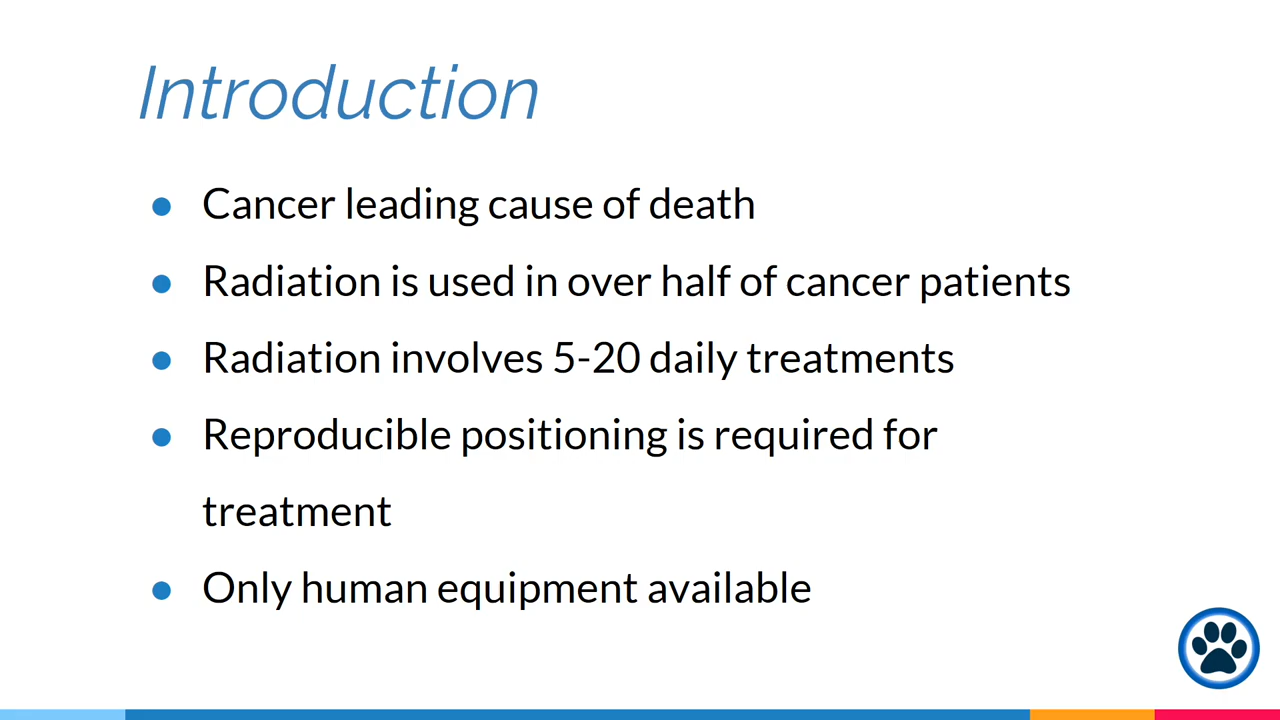 Introduction
● Cancer leading cause of death
● Radiation is used in over half of cancer patients
● Radiation involves 5-20 daily treatments
● Reproducible positioning is required for
treatment
● Only human equipment available